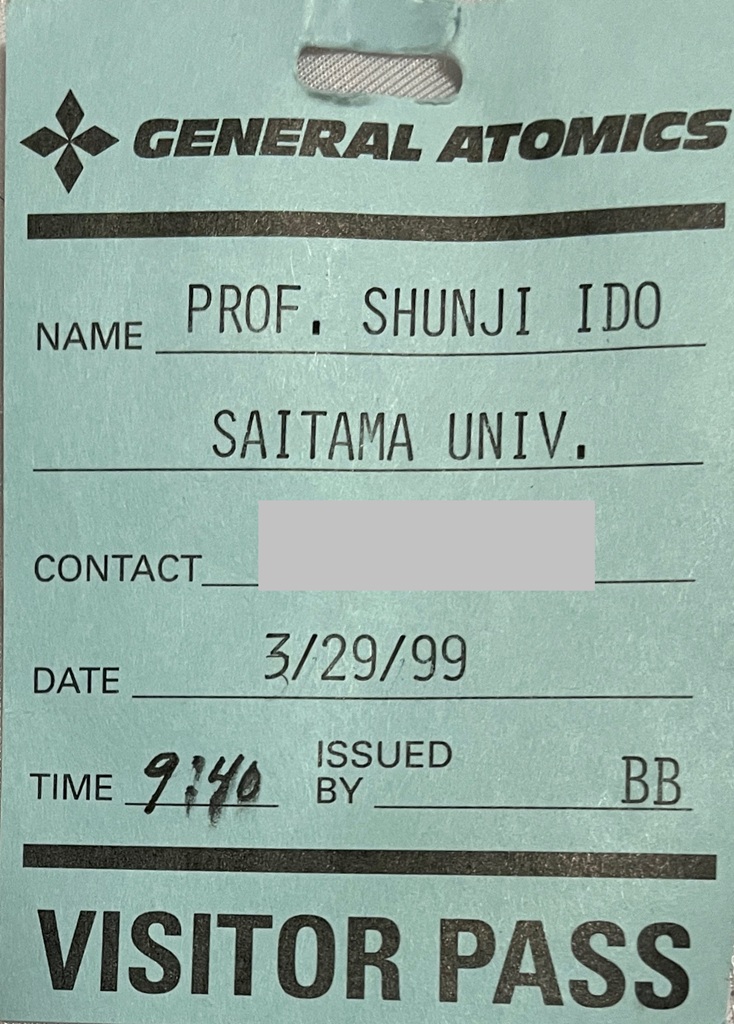 GENERAL ATOMICS
NAME PROF. SHUNJI IDO
SAITAMA UNIV.
CONTACT
DATE 3/29/99
TIME 9:40 ISSUED BY BB
VISITOR PASS